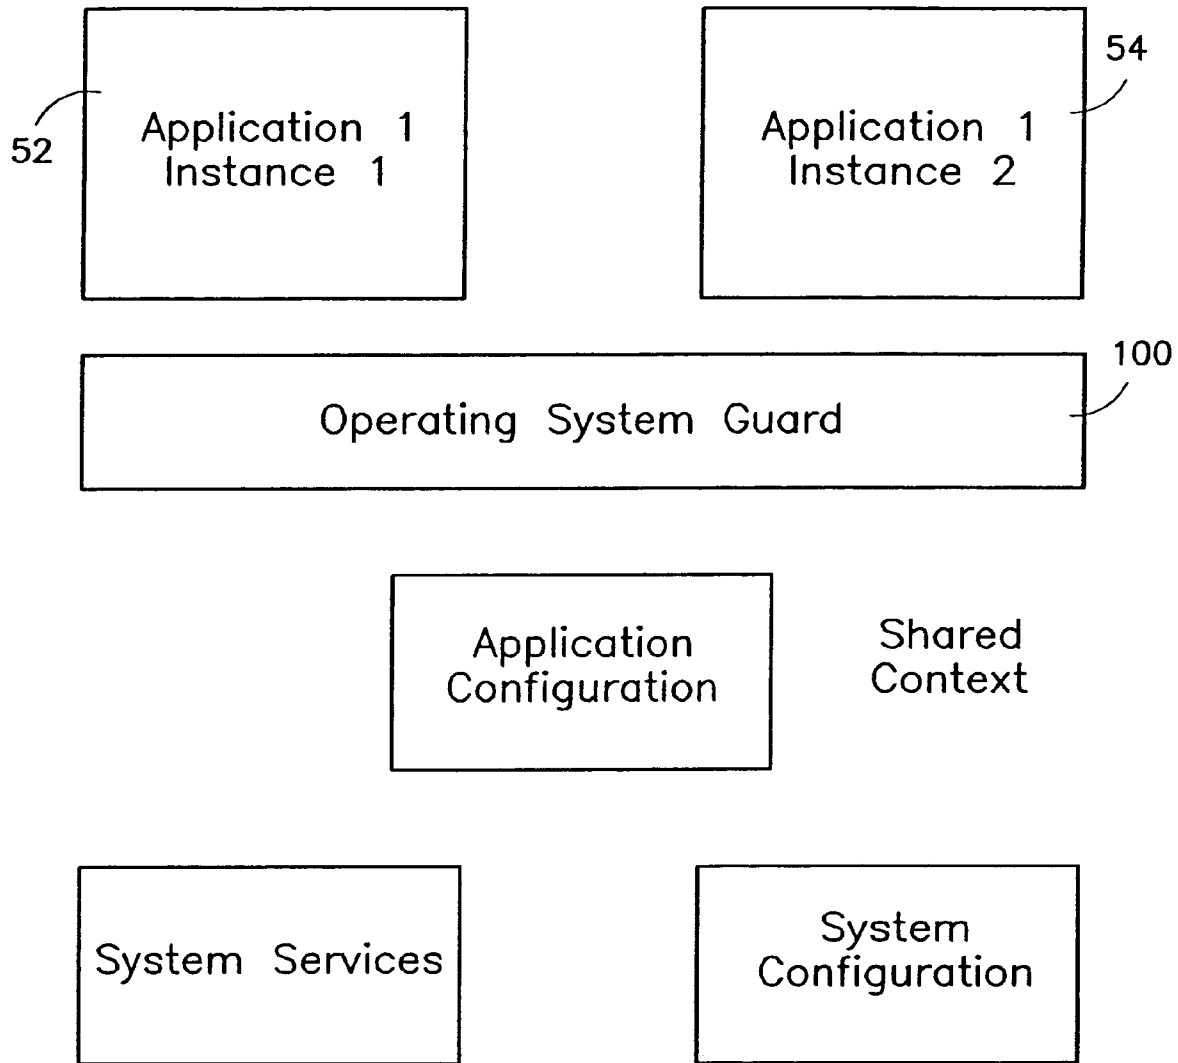 52
Application 1
Instance 1
54
Application 1
Instance 2
100
Operating System Guard
Application
Configuration
Shared
Context
System Services
System
Configuration